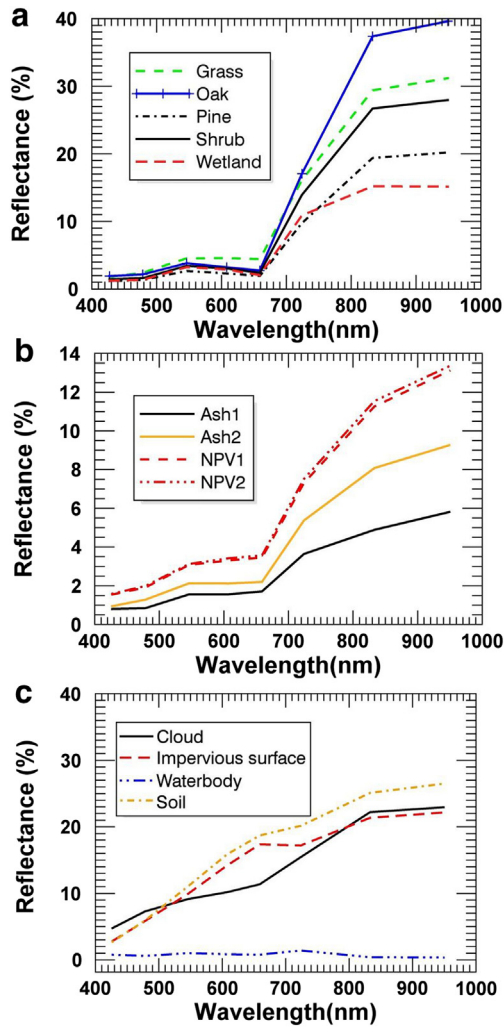 a
40
30
20
10
0
Reflectance (%)
Grass
Oak
Pine
Shrub
Wetland
400 500 600 700 800 900 1000
Wavelength(nm)
b
14
12
10
8
6
4
2
0
Reflectance (%)
Ash1
Ash2
NPV1
NPV2
400 500 600 700 800 900 1000
Wavelength(nm)
c
40
30
20
10
0
Reflectance (%)
Cloud
Impervious surface
Waterbody
Soil
400 500 600 700 800 900 1000
Wavelength(nm)